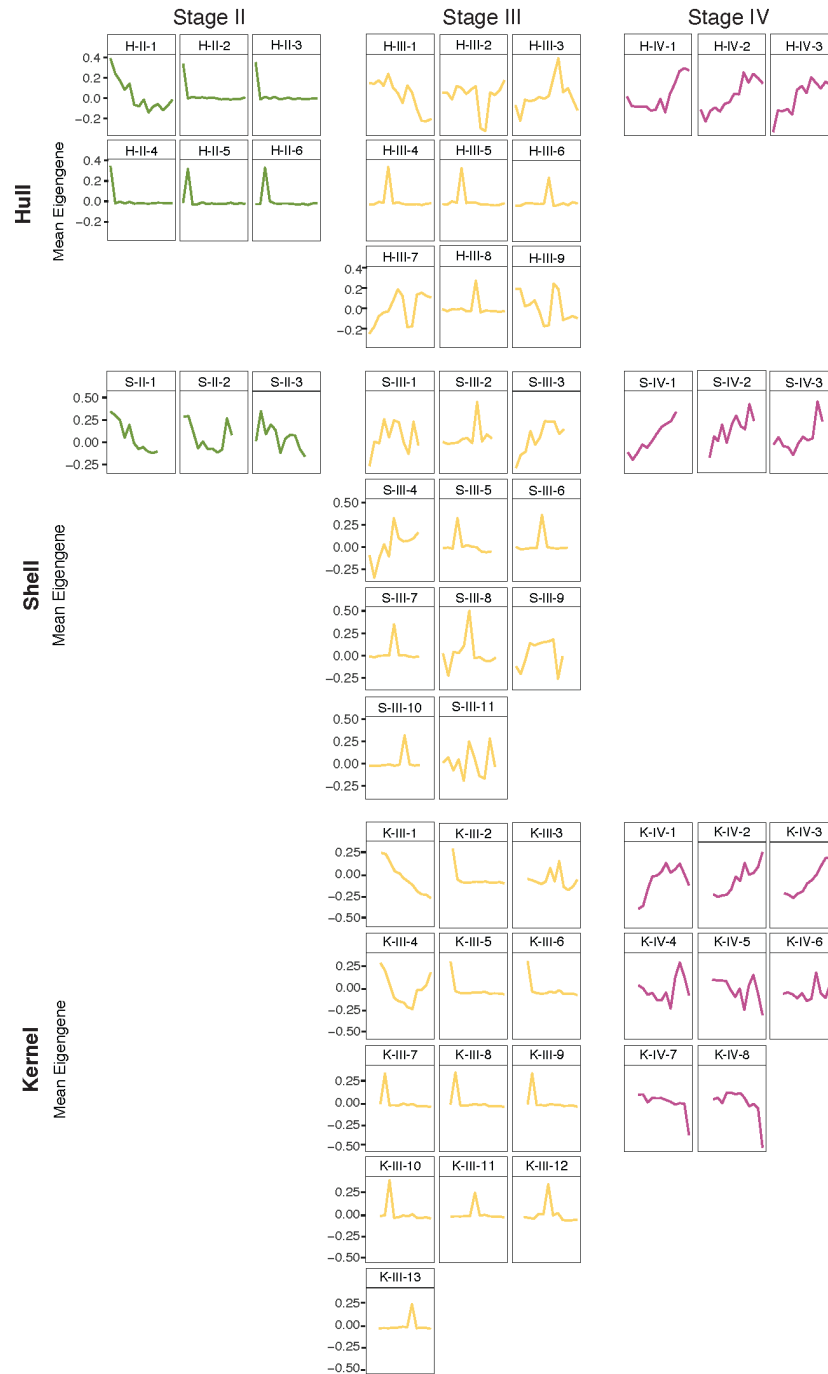 Stage II Stage III Stage IV
Hull
Mean Eigengene
H-II-1 H-II-2 H-II-3 H-III-1 H-III-2 H-III-3 H-IV-1 H-IV-2 H-IV-3
0.4
0.2
0.0
−0.2
H-II-4 H-II-5 H-II-6 H-III-4 H-III-5 H-III-6
0.4
0.2
0.0
−0.2
H-III-7 H-III-8 H-III-9
0.4
0.2
0.0
−0.2
Shell
Mean Eigengene
S-II-1 S-II-2 S-II-3 S-III-1 S-III-2 S-III-3 S-IV-1 S-IV-2 S-IV-3
0.50
0.25
0.00
−0.25
S-III-4 S-III-5 S-III-6
0.50
0.25
0.00
−0.25
S-III-7 S-III-8 S-III-9
0.50
0.25
0.00
−0.25
S-III-10 S-III-11
0.50
0.25
0.00
−0.25
Kernel
Mean Eigengene
K-III-1 K-III-2 K-III-3 K-IV-1 K-IV-2 K-IV-3
0.25
0.00
−0.25
−0.50
K-III-4 K-III-5 K-III-6 K-IV-4 K-IV-5 K-IV-6
0.25
0.00
−0.25
−0.50
K-III-7 K-III-8 K-III-9 K-IV-7 K-IV-8
0.25
0.00
−0.25
−0.50
K-III-10 K-III-11 K-III-12
0.25
0.00
−0.25
−0.50
K-III-13
0.25
0.00
−0.25
−0.50